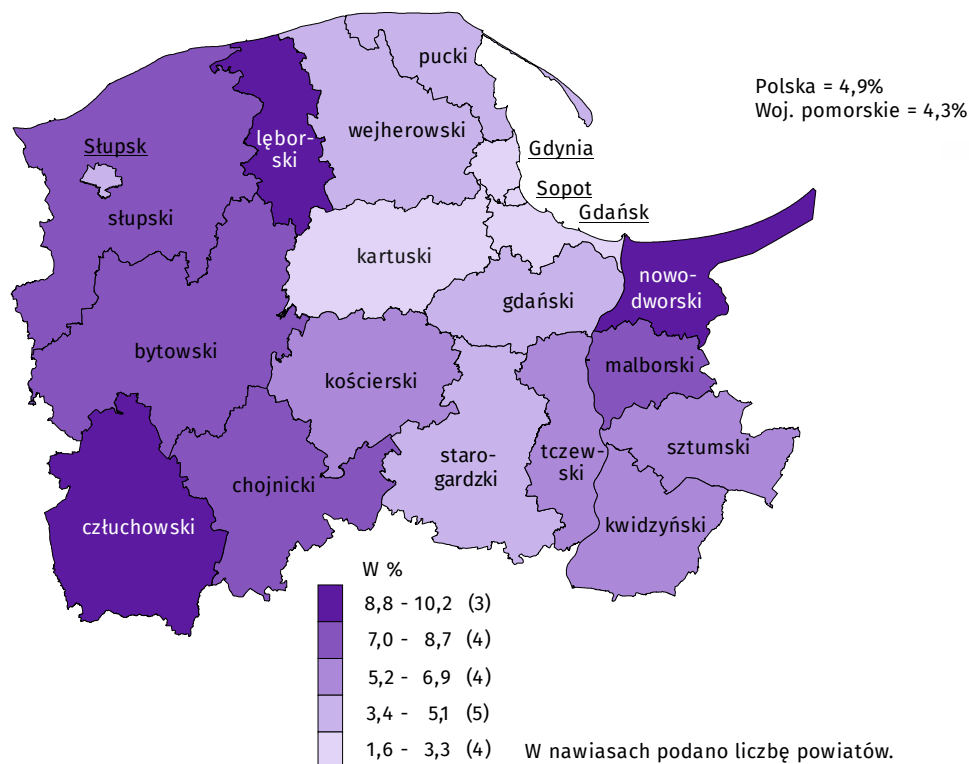 pucki
Polska = 4,9%
Woj. pomorskie = 4,3%
wejherowski
Słupsk
lębor-
ski
Gdynia
Sopot
Gdańsk
słupski
kartuski
nowo-
dworski
gdański
bytowski
kościerski
malborski
staro-
gardzki
tczew-
ski
sztumski
chojnicki
człuchowski
kwidzyński
W %
8,8 - 10,2 (3)
7,0 - 8,7 (4)
5,2 - 6,9 (4)
3,4 - 5,1 (5)
1,6 - 3,3 (4)
W nawiasach podano liczbę powiatów.